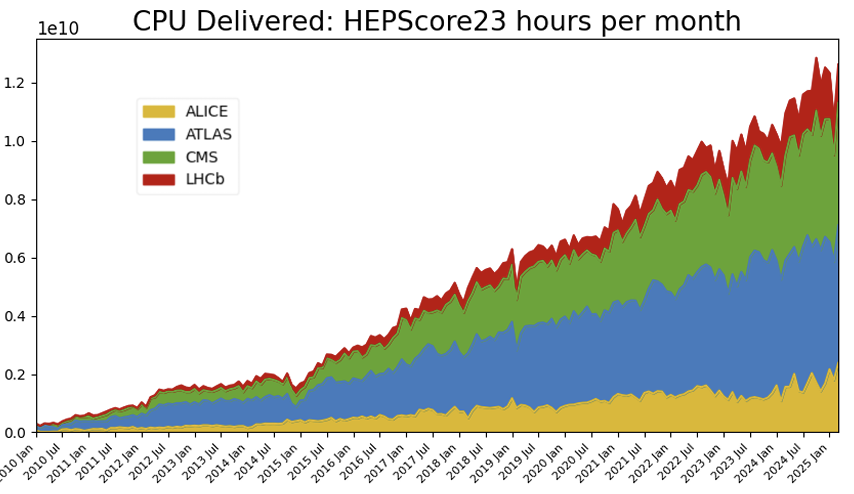 CPU Delivered: HEPScore23 hours per month
1e10
1.2
1.0
0.8
0.6
0.4
0.2
0.0
ALICE
ATLAS
CMS
LHCb
010 Jan
2010 Jul
2011 Jan
2011 Jul
2012 Jan
2012 Jul
2013 Jan
2013 Jul
2014 Jan
2014 Jul
2015 Jan
2015 Jul
2016 Jan
2016 Jul
2017 Jan
2017 Jul
2018 Jan
2018 Jul
2019 Jan
2019 Jul
2020 Jan
2020 Jul
2021 Jan
2021 Jul
2022 Jan
2022 Jul
2023 Jan
2023 Jul
2024 Jan
2024 Jul
2025 Jan